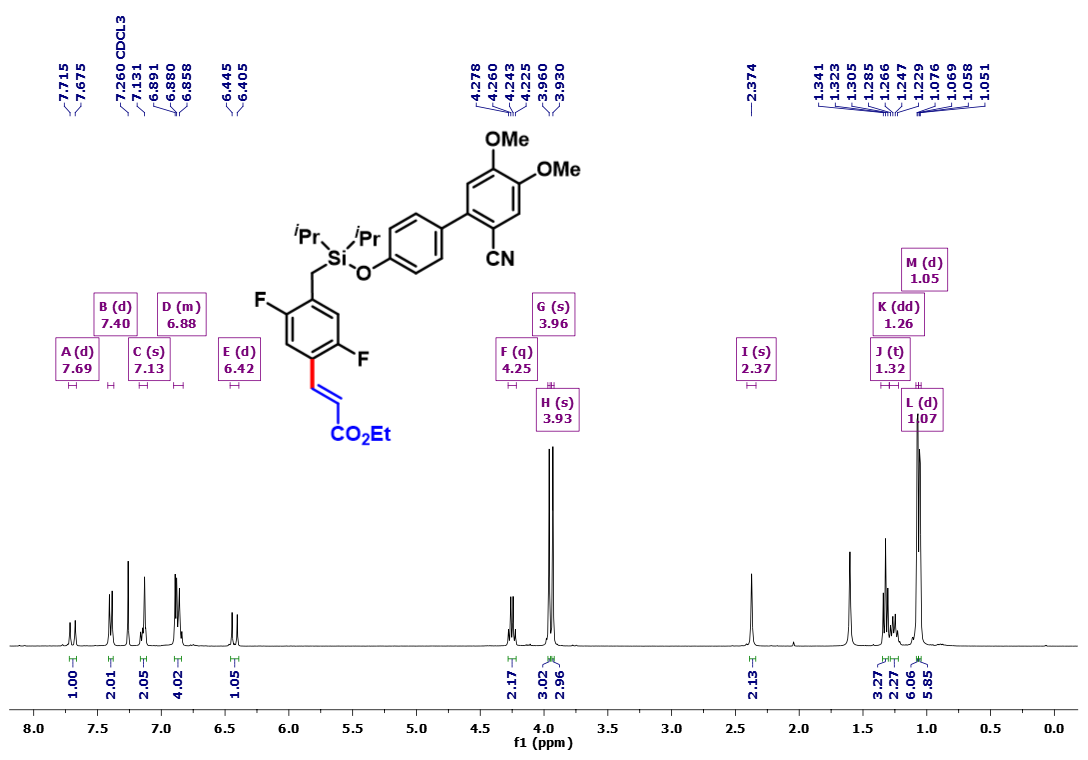 7.715
7.675
7.260 CDCL3
7.131
6.891
6.880
6.858
6.445
6.405
4.278
4.260
4.243
4.225
3.960
3.930
2.374
1.341
1.323
1.305
1.285
1.266
1.247
1.229
1.076
1.069
1.058
1.051
OMe
OMe
iPr
iPr
Si
O
CN
F
F
CO2Et
M (d)
1.05
B (d)
7.40
D (m)
6.88
G (s)
3.96
K (dd)
1.26
A (d)
7.69
C (s)
7.13
E (d)
6.42
F (q)
4.25
I (s)
2.37
J (t)
1.32
H (s)
3.93
L (d)
1.07
1.00
2.01
2.05
4.02
1.05
2.17
3.02
2.96
2.13
3.27
2.27
6.06
5.85
8.0 7.5 7.0 6.5 6.0 5.5 5.0 4.5 4.0 3.5 3.0 2.5 2.0 1.5 1.0 0.5 0.0
f1 (ppm)